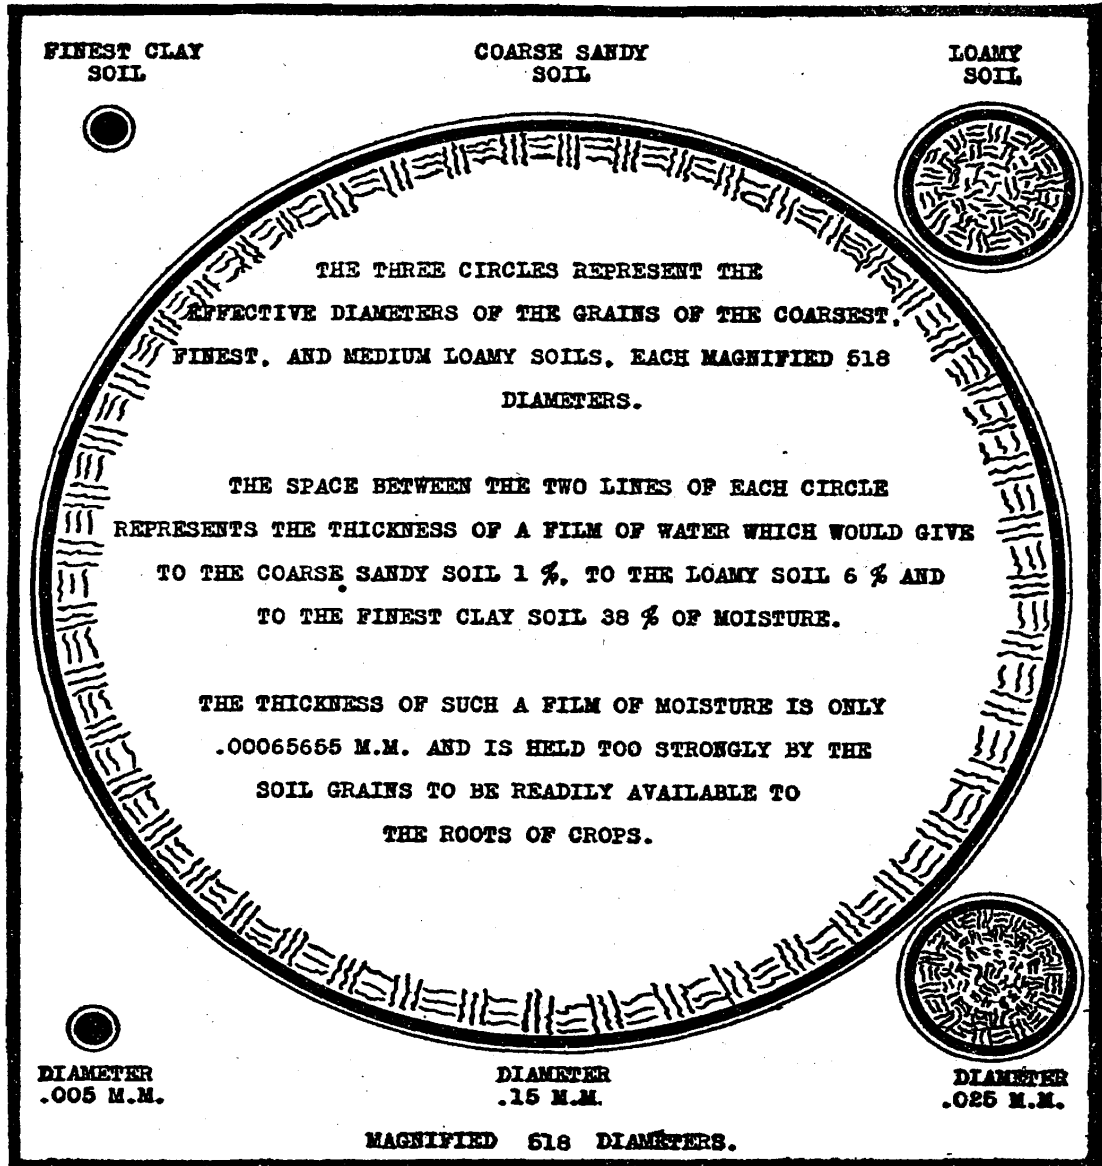 FINEST CLAY
SOIL
COARSE SANDY
SOIL
LOAMY
SOIL
THE THREE CIRCLES REPRESENT THE
EFFECTIVE DIAMETERS OF THE GRAINS OF THE COARSEST,
FINEST, AND MEDIUM LOAMY SOILS, EACH MAGNIFIED 518
DIAMETERS.
THE SPACE BETWEEN THE TWO LINES OF EACH CIRCLE
REPRESENTS THE THICKNESS OF A FILM OF WATER WHICH WOULD GIVE
TO THE COARSE SANDY SOIL 1 %, TO THE LOAMY SOIL 6 % AND
TO THE FINEST CLAY SOIL 38 % OF MOISTURE.
THE THICKNESS OF SUCH A FILM OF MOISTURE IS ONLY
.00065655 M.M. AND IS HELD TOO STRONGLY BY THE
SOIL GRAINS TO BE READILY AVAILABLE TO
THE ROOTS OF CROPS.
DIAMETER
.005 M.M.
DIAMETER
.15 M.M.
DIAMETER
.025 M.M.
MAGNIFIED 518 DIAMETERS.